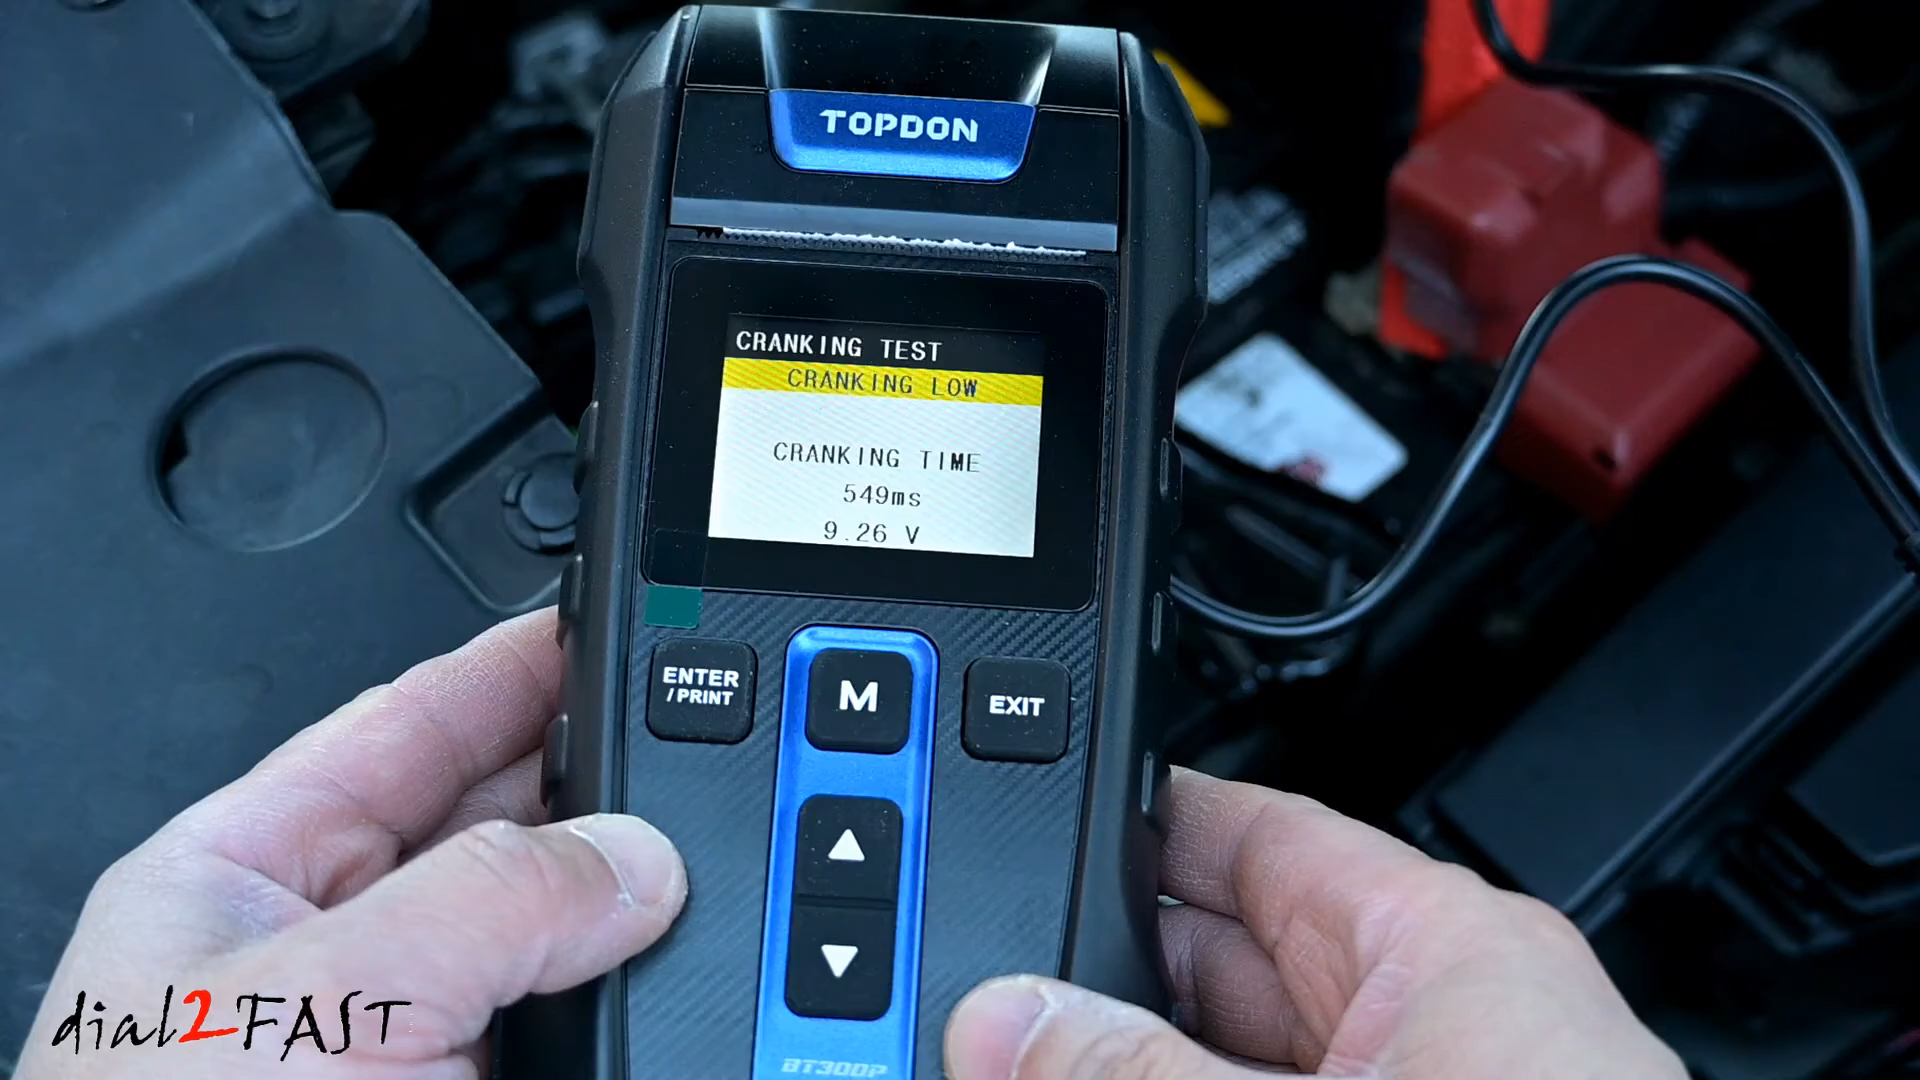 TOPDON
CRANKING TEST
CRANKING LOW
CRANKING TIME
549ms
9.26 V
ENTER
/PRINT
M
EXIT
BT300P
dial2FAST